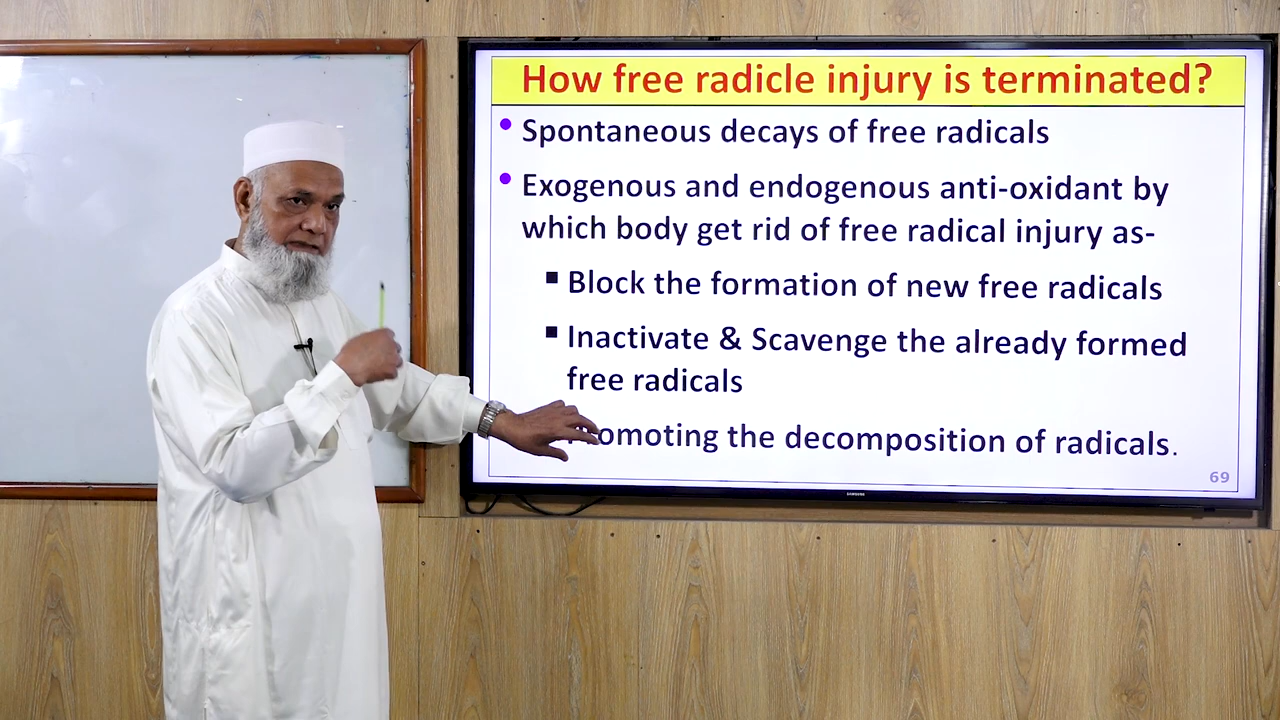 How free radicle injury is terminated?
• Spontaneous decays of free radicals
• Exogenous and endogenous anti-oxidant by
which body get rid of free radical injury as-
▪ Block the formation of new free radicals
▪ Inactivate & Scavenge the already formed
free radicals
Promoting the decomposition of radicals.
69
SAMSUNG